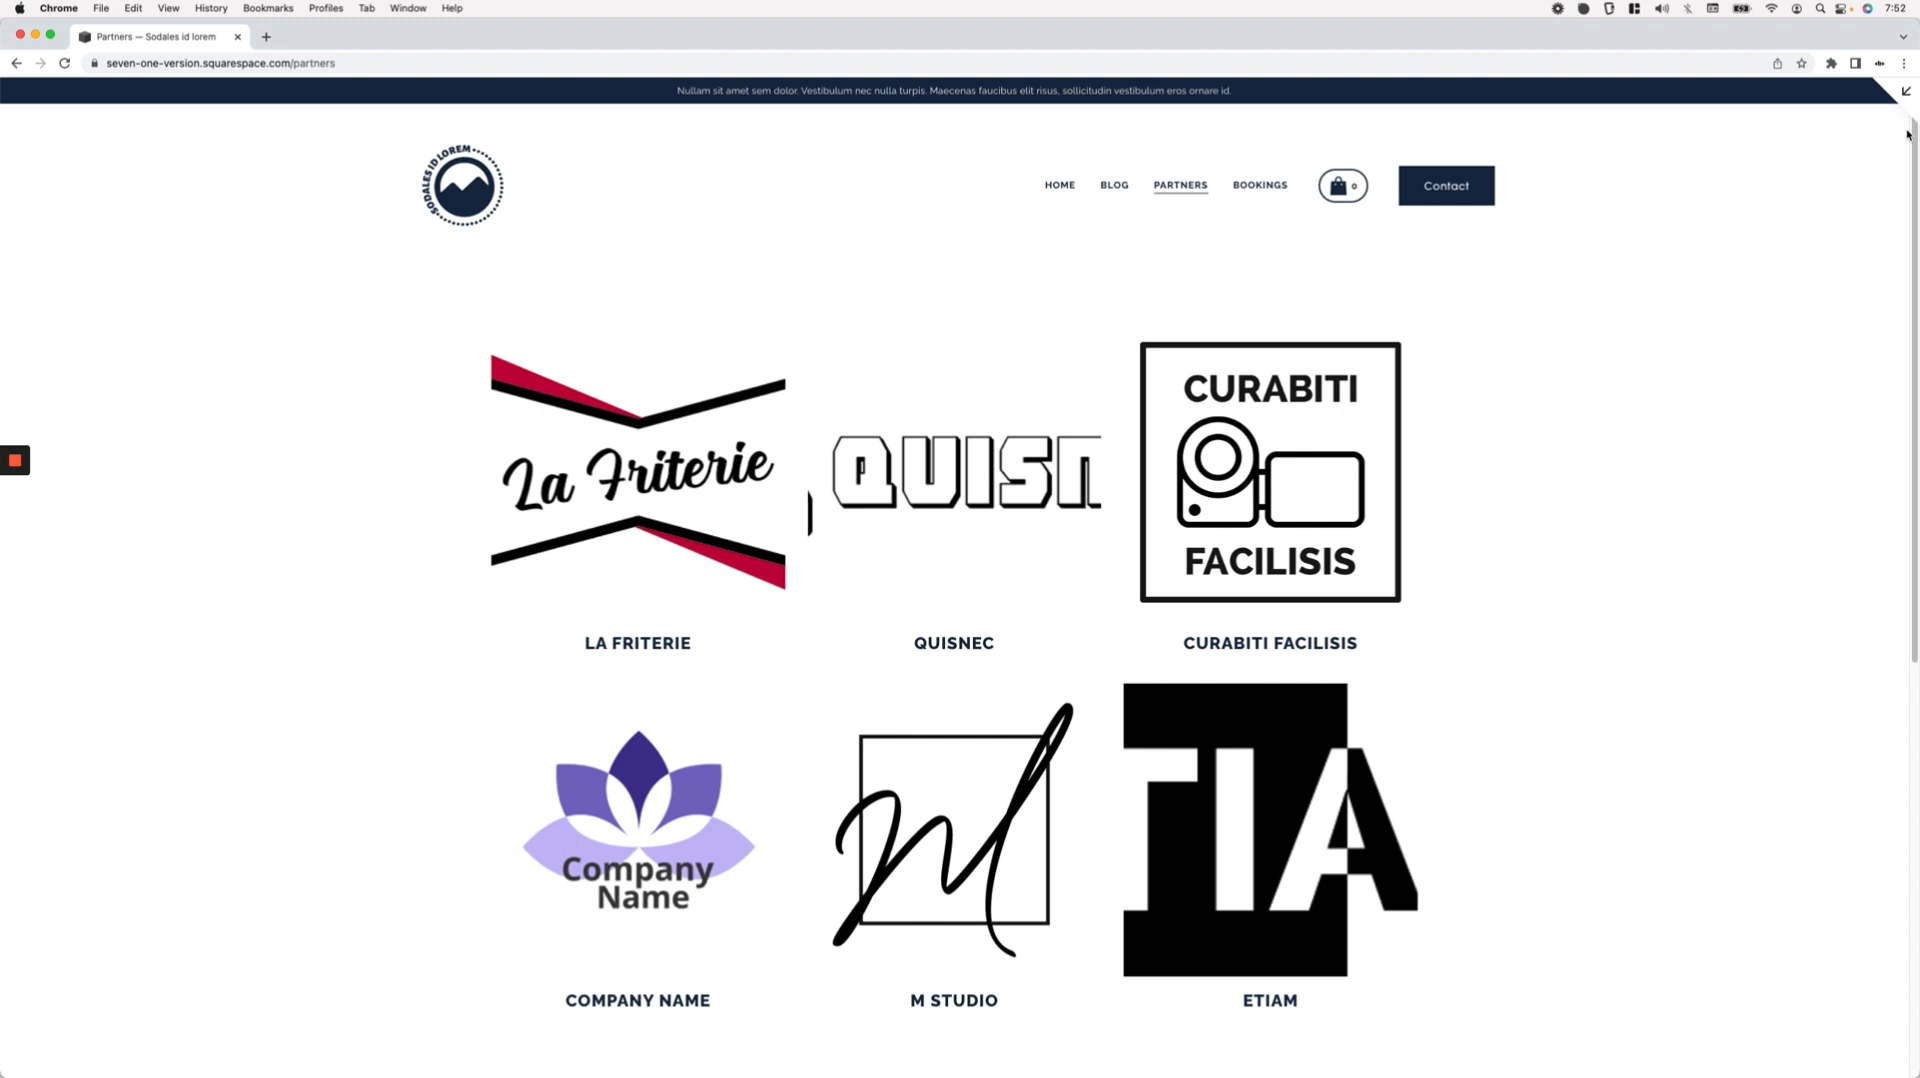 Chrome File Edit View History Bookmarks Profiles Tab Window Help 7:52
Partners — Sodales id lorem
seven-one-version.squarespace.com/partners
Nullam sit amet sem dolor. Vestibulum nec nulla turpis. Maecenas faucibus elit risus, sollicitudin vestibulum eros ornare id.
SODALES ID LOREM
HOME BLOG PARTNERS BOOKINGS 0 Contact
La Friterie
QUISN
CURABITI
FACILISIS
LA FRITERIE QUISNEC CURABITI FACILISIS
Company
Name
M
TIA
COMPANY NAME M STUDIO ETIAM